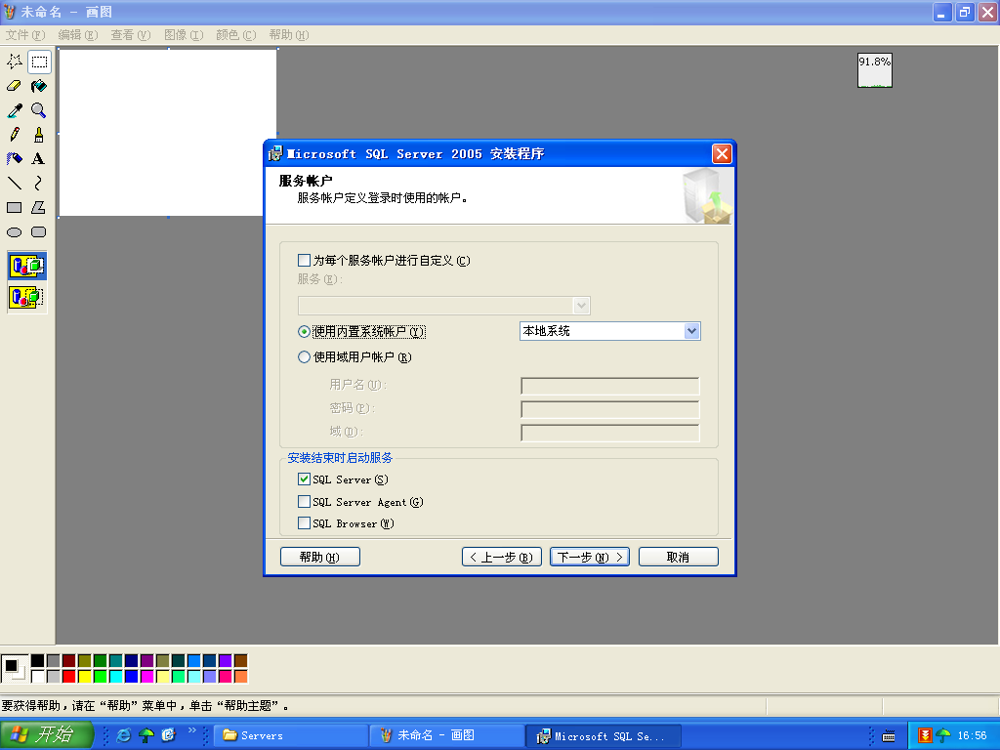 未命名 - 画图
文件(F) 编辑(E) 查看(V) 图像(I) 颜色(C) 帮助(H)
91.8%
A
Microsoft SQL Server 2005 安装程序
服务帐户
服务帐户定义登录时使用的帐户。
为每个服务帐户进行自定义(C)
服务(E):
使用内置系统帐户(Y)
本地系统
使用域用户帐户(R)
用户名(U):
密码(P):
域(D):
安装结束时启动服务
SQL Server(S)
SQL Server Agent(G)
SQL Browser(W)
帮助(H)
< 上一步(B)
下一步(N) >
取消
要获得帮助，请在“帮助”菜单中，单击“帮助主题”。
开始
»
Servers
未命名 - 画图
Microsoft SQL Se...
16:56